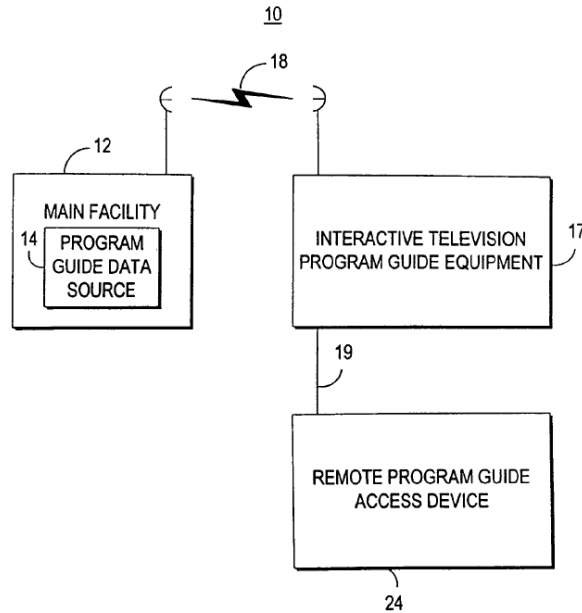 10
18
12
MAIN FACILITY
14
PROGRAM
GUIDE DATA
SOURCE
INTERACTIVE TELEVISION
PROGRAM GUIDE EQUIPMENT
17
19
REMOTE PROGRAM GUIDE
ACCESS DEVICE
24